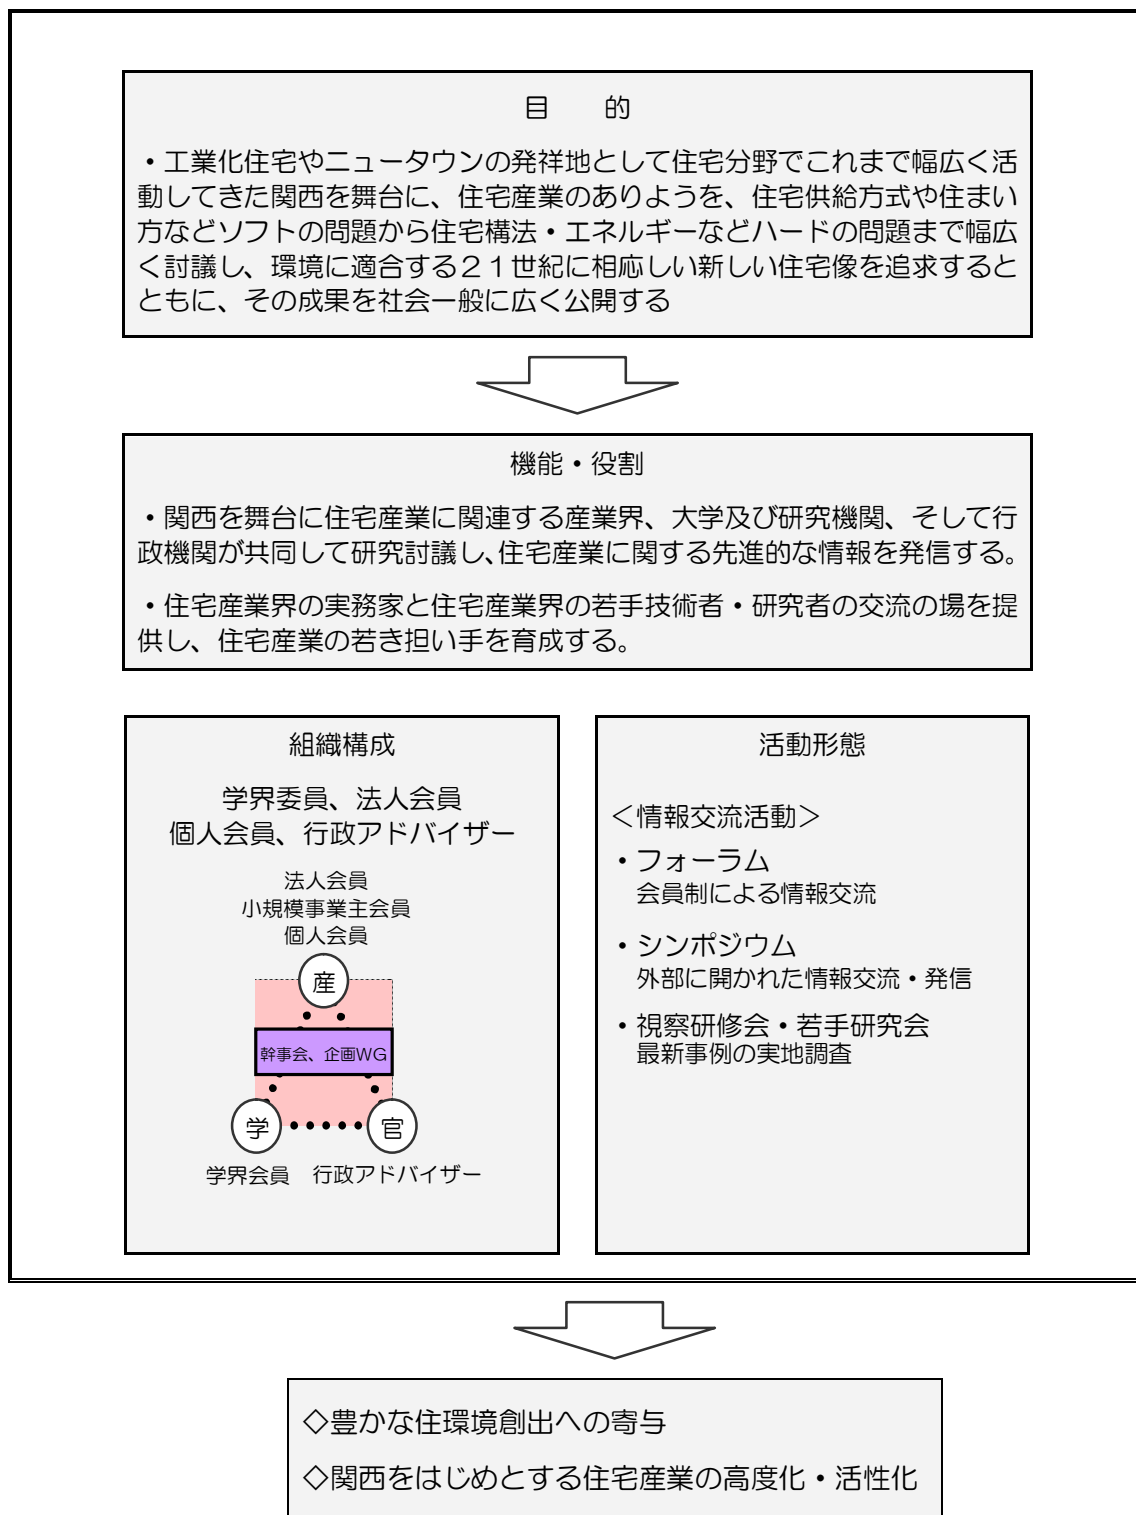 目　　的
・工業化住宅やニュータウンの発祥地として住宅分野でこれまで幅広く活
動してきた関西を舞台に、住宅産業のありようを、住宅供給方式や住まい
方などソフトの問題から住宅構法・エネルギーなどハードの問題まで幅広
く討議し、環境に適合する２１世紀に相応しい新しい住宅像を追求すると
ともに、その成果を社会一般に広く公開する
機能・役割
・関西を舞台に住宅産業に関連する産業界、大学及び研究機関、そして行
政機関が共同して研究討議し、住宅産業に関する先進的な情報を発信する。
・住宅産業界の実務家と住宅産業界の若手技術者・研究者の交流の場を提
供し、住宅産業の若き担い手を育成する。
組織構成
学界委員、法人会員
個人会員、行政アドバイザー
法人会員
小規模事業主会員
個人会員
産
幹事会、企画WG
学
官
学界会員　行政アドバイザー
活動形態
＜情報交流活動＞
・フォーラム
会員制による情報交流
・シンポジウム
外部に開かれた情報交流・発信
・視察研修会・若手研究会
最新事例の実地調査
◇豊かな住環境創出への寄与
◇関西をはじめとする住宅産業の高度化・活性化